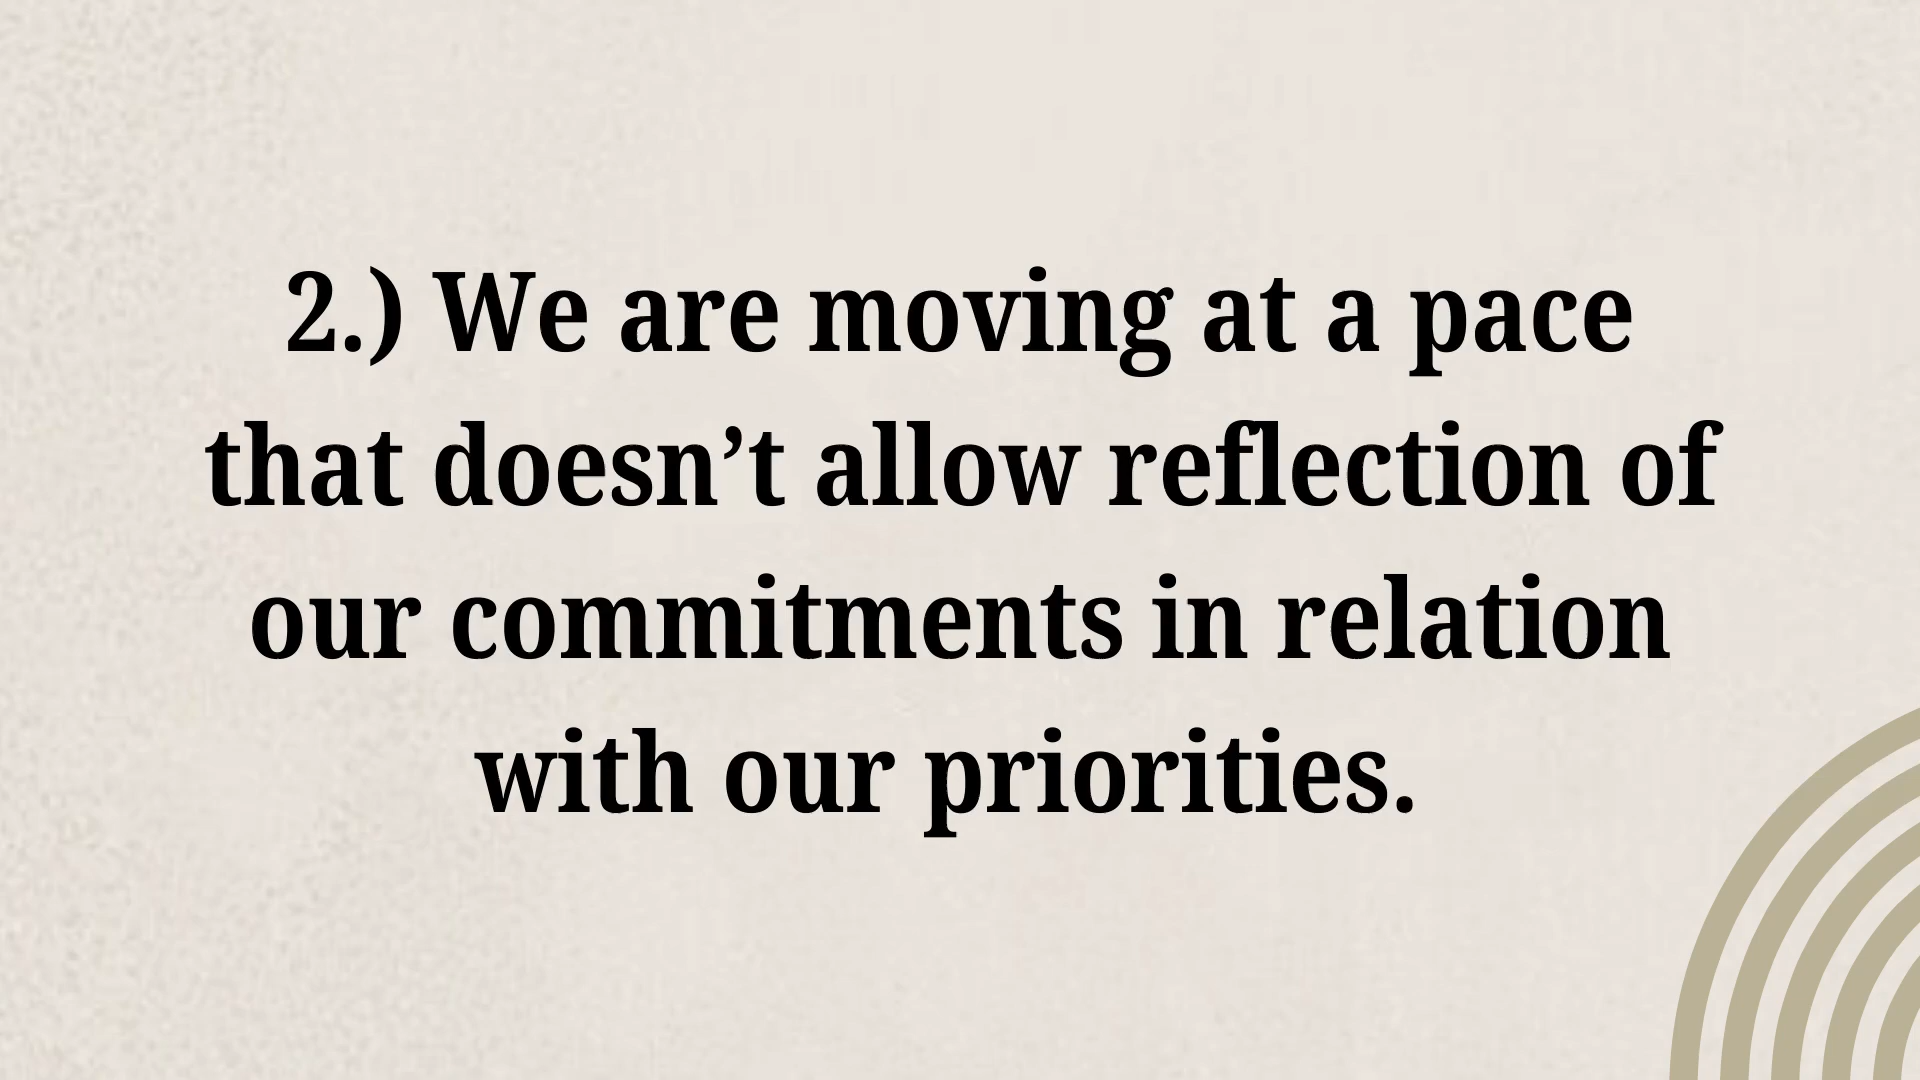 2.) We are moving at a pace
that doesn’t allow reflection of
our commitments in relation
with our priorities.